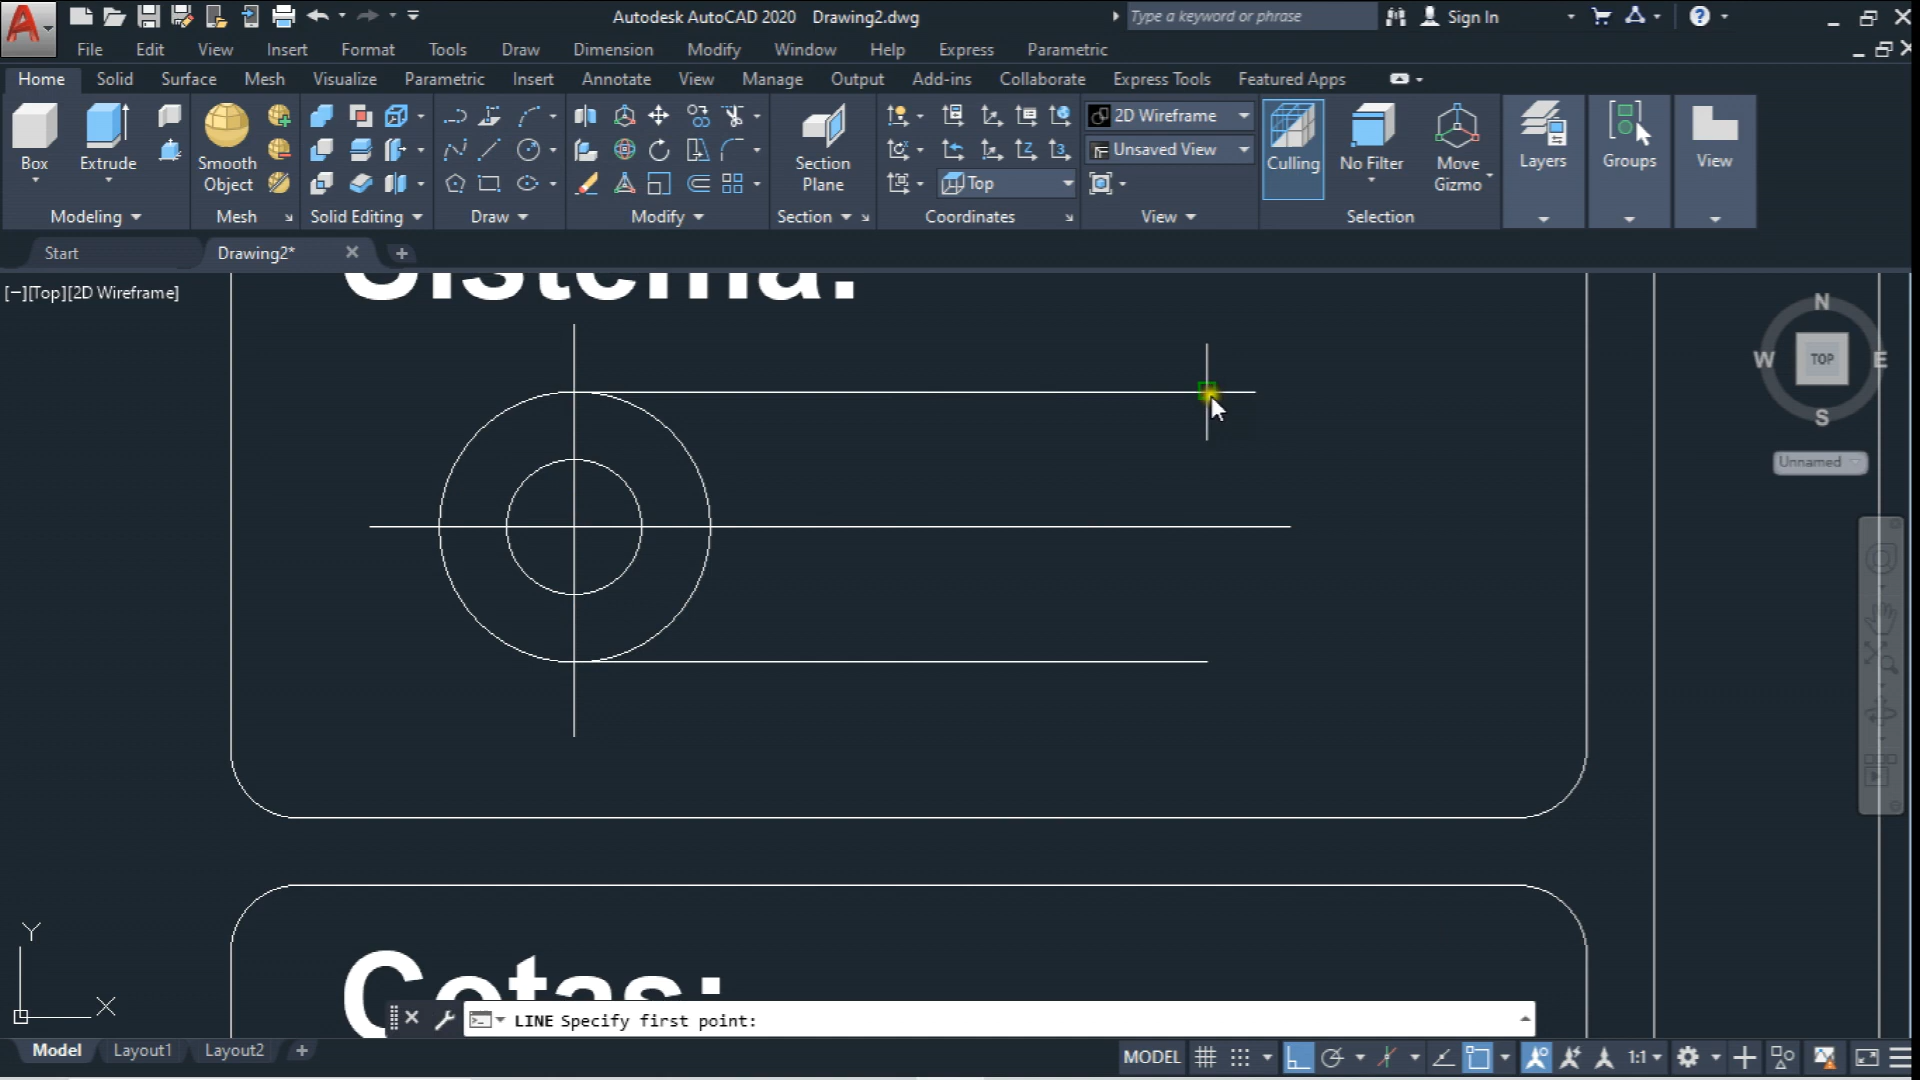 Autodesk AutoCAD 2020 Drawing2.dwg
Type a keyword or phrase
Sign In
File Edit View Insert Format Tools Draw Dimension Modify Window Help Express Parametric
Home Solid Surface Mesh Visualize Parametric Insert Annotate View Manage Output Add-ins Collaborate Express Tools Featured Apps
Box
Extrude
Smooth
Object
Section
Plane
2D Wireframe
Unsaved View
Top
Culling
No Filter
Move
Gizmo
Layers
Groups
View
Modeling
Mesh
Solid Editing
Draw
Modify
Section
Coordinates
View
Selection
Start
Drawing2*
[−][Top][2D Wireframe]
Sistema:
N
W TOP E
S
Unnamed
Y
X
Cotas:
LINE Specify first point:
Model Layout1 Layout2
MODEL
1:1